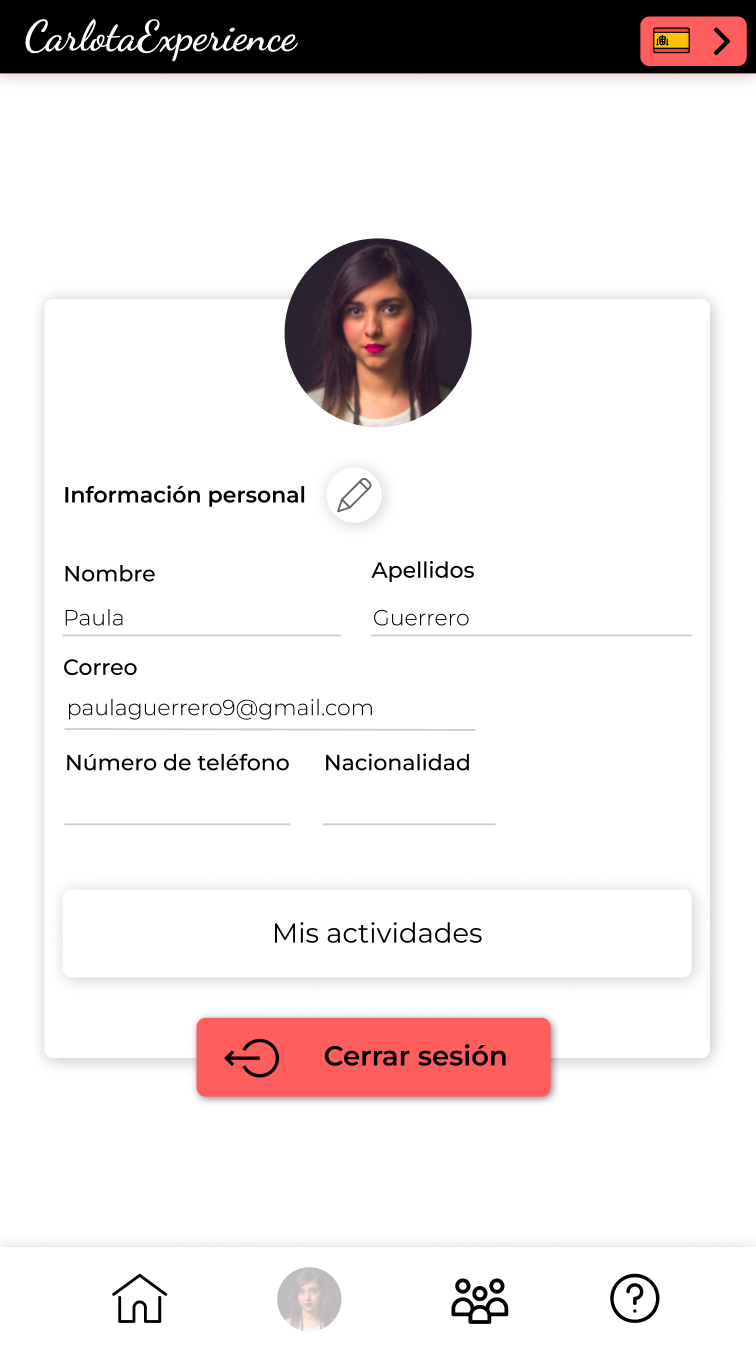 CarlotaExperience
Información personal
Nombre Apellidos
Paula Guerrero
Correo
paulaguerrero9@gmail.com
Número de teléfono Nacionalidad
Mis actividades
Cerrar sesión
?